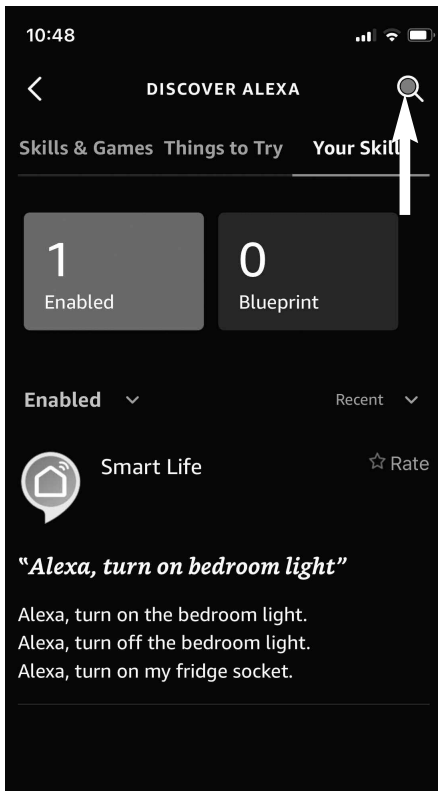 10:48
DISCOVER ALEXA
Skills & Games Things to Try Your Skill
1
Enabled
0
Blueprint
Enabled
Recent
Smart Life
Rate
“Alexa, turn on bedroom light”
Alexa, turn on the bedroom light.
Alexa, turn off the bedroom light.
Alexa, turn on my fridge socket.